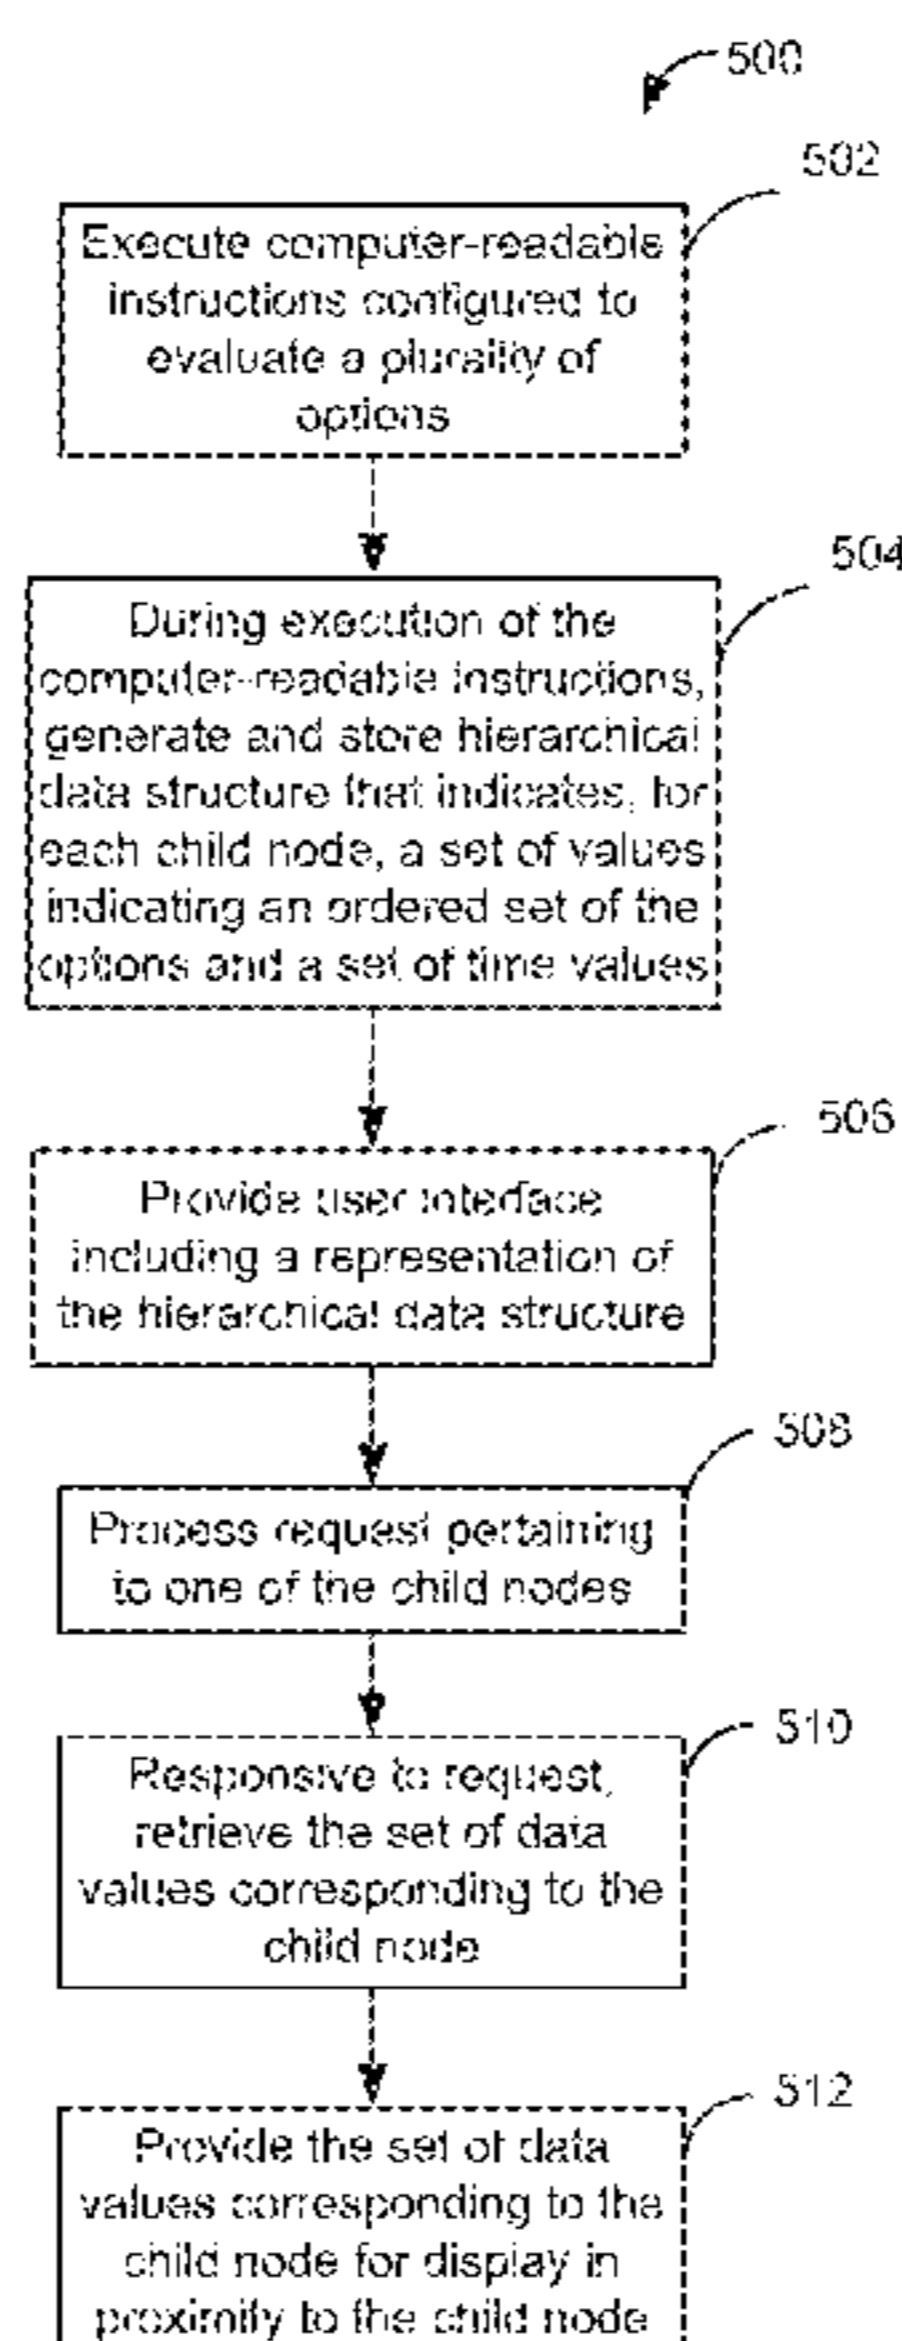 500
502
Execute computer-readable
instructions configured to
evaluate a plurality of
options
504
During execution of the
computer-readable instructions,
generate and store hierarchical
data structure that indicates, for
each child node, a set of values
indicating an ordered set of the
options and a set of time values
506
Provide user interface
including a representation of
the hierarchical data structure
508
Process request pertaining
to one of the child nodes
510
Responsive to request,
retrieve the set of data
values corresponding to the
child node
512
Provide the set of data
values corresponding to the
child node for display in
proximity to the child node